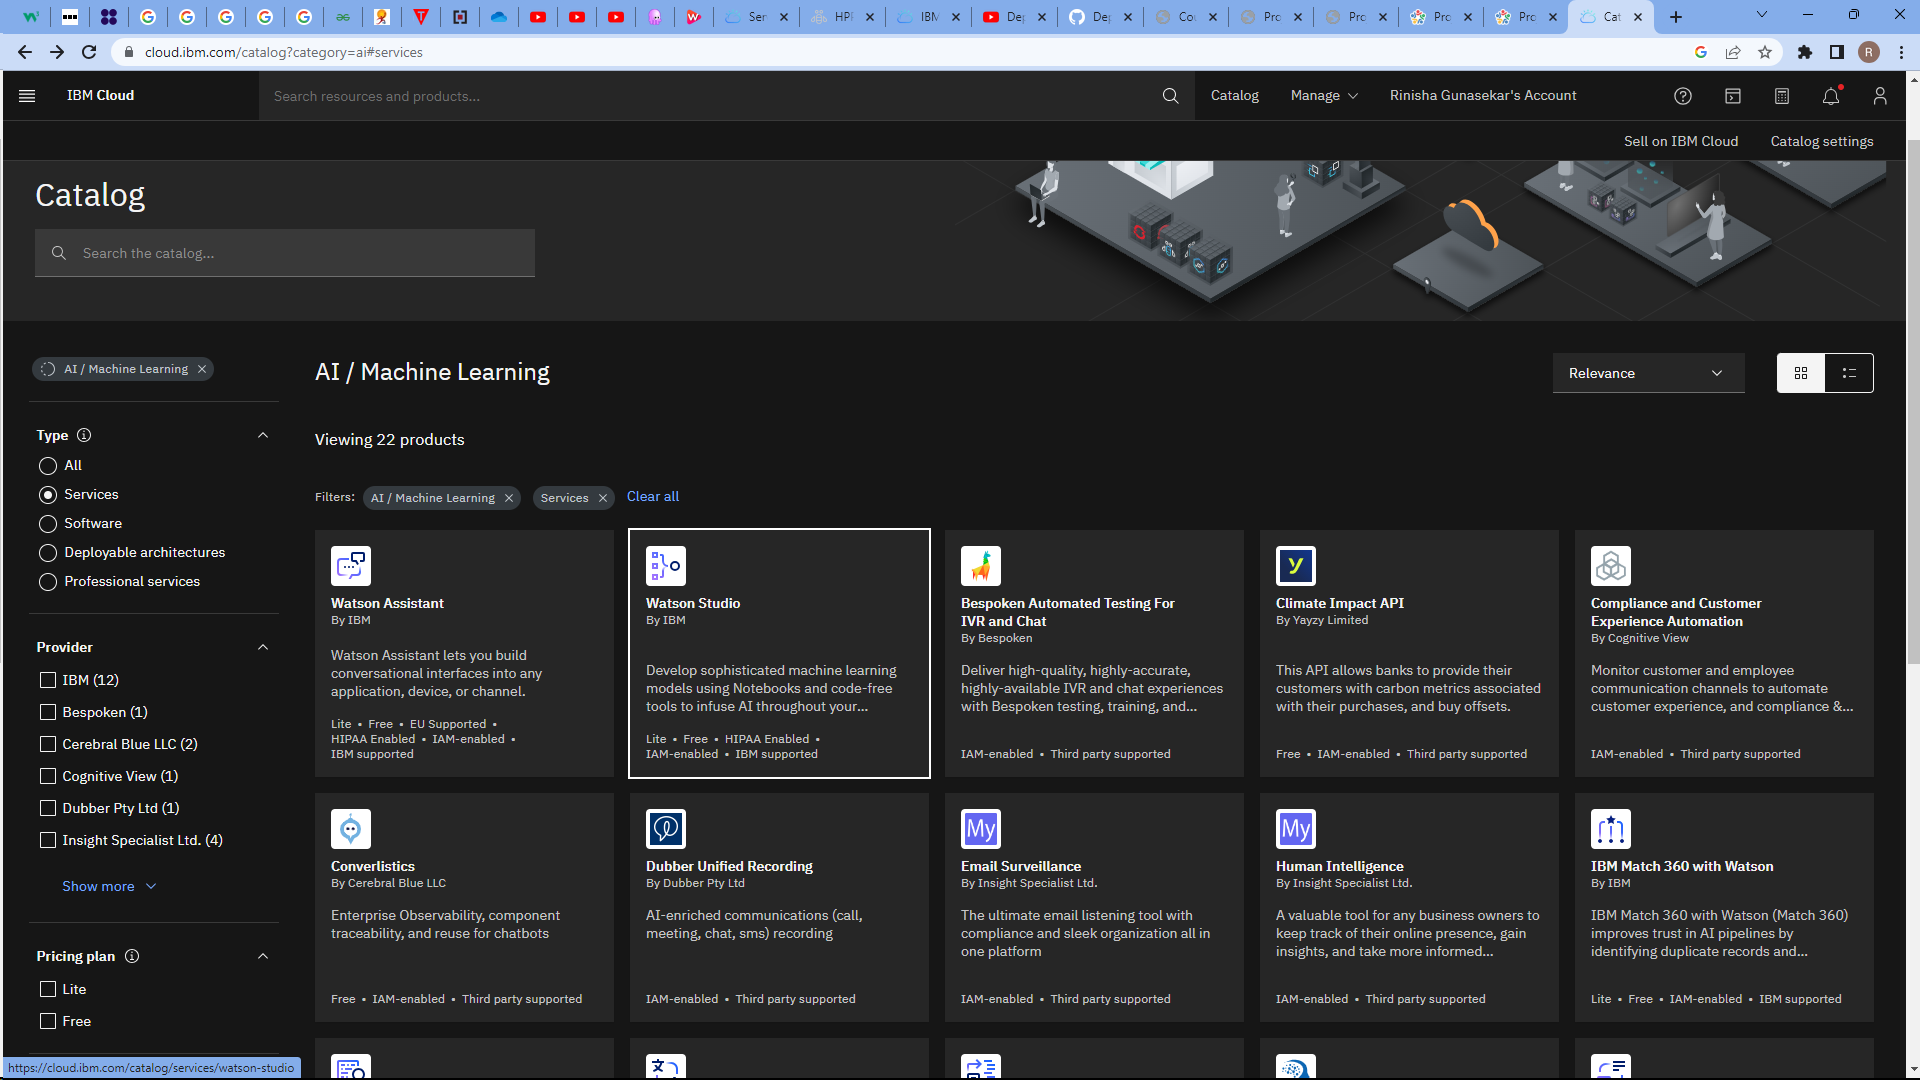 Ser
HPI
IBM
Dep
Dep
Cou
Pro
Pro
Pro
Pro
Cat
cloud.ibm.com/catalog?category=ai#services
R
IBM Cloud
Search resources and products...
Catalog
Manage
Rinisha Gunasekar's Account
Sell on IBM Cloud
Catalog settings
Catalog
Search the catalog...
AI / Machine Learning
Type
All
Services
Software
Deployable architectures
Professional services
Provider
IBM (12)
Bespoken (1)
Cerebral Blue LLC (2)
Cognitive View (1)
Dubber Pty Ltd (1)
Insight Specialist Ltd. (4)
Show more
Pricing plan
Lite
Free
AI / Machine Learning
Relevance
Viewing 22 products
Filters: AI / Machine Learning Services Clear all
Watson Assistant
By IBM
Watson Assistant lets you build
conversational interfaces into any
application, device, or channel.
Lite • Free • EU Supported •
HIPAA Enabled • IAM-enabled •
IBM supported
Watson Studio
By IBM
Develop sophisticated machine learning
models using Notebooks and code-free
tools to infuse AI throughout your...
Lite • Free • HIPAA Enabled •
IAM-enabled • IBM supported
Bespoken Automated Testing For
IVR and Chat
By Bespoken
Deliver high-quality, highly-accurate,
highly-available IVR and chat experiences
with Bespoken testing, training, and...
IAM-enabled • Third party supported
y
Climate Impact API
By Yayzy Limited
This API allows banks to provide their
customers with carbon metrics associated
with their purchases, and buy offsets.
Free • IAM-enabled • Third party supported
Compliance and Customer
Experience Automation
By Cognitive View
Monitor customer and employee
communication channels to automate
customer experience, and compliance &...
IAM-enabled • Third party supported
Converlistics
By Cerebral Blue LLC
Enterprise Observability, component
traceability, and reuse for chatbots
Free • IAM-enabled • Third party supported
Dubber Unified Recording
By Dubber Pty Ltd
AI-enriched communications (call,
meeting, chat, sms) recording
IAM-enabled • Third party supported
My
Email Surveillance
By Insight Specialist Ltd.
The ultimate email listening tool with
compliance and sleek organization all in
one platform
IAM-enabled • Third party supported
My
Human Intelligence
By Insight Specialist Ltd.
A valuable tool for any business owners to
keep track of their online presence, gain
insights, and take more informed...
IAM-enabled • Third party supported
IBM Match 360 with Watson
By IBM
IBM Match 360 with Watson (Match 360)
improves trust in AI pipelines by
identifying duplicate records and...
Lite • Free • IAM-enabled • IBM supported
https://cloud.ibm.com/catalog/services/watson-studio